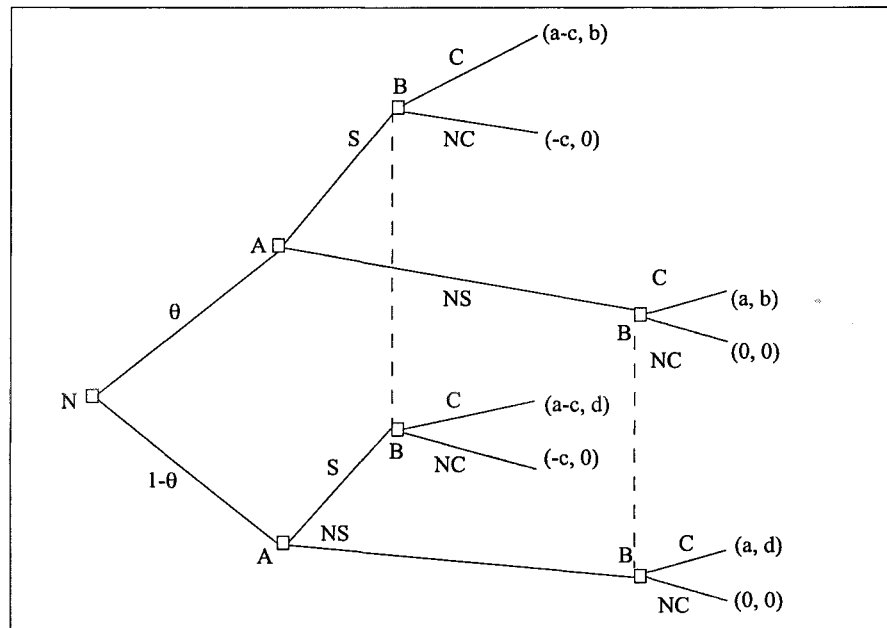 (a-c, b)
C
B
NC
(-c, 0)
S
A
NS
C
(a, b)
B
NC
(0, 0)
θ
N
1-θ
C
(a-c, d)
B
NC
(-c, 0)
S
A
NS
B
C
(a, d)
NC
(0, 0)